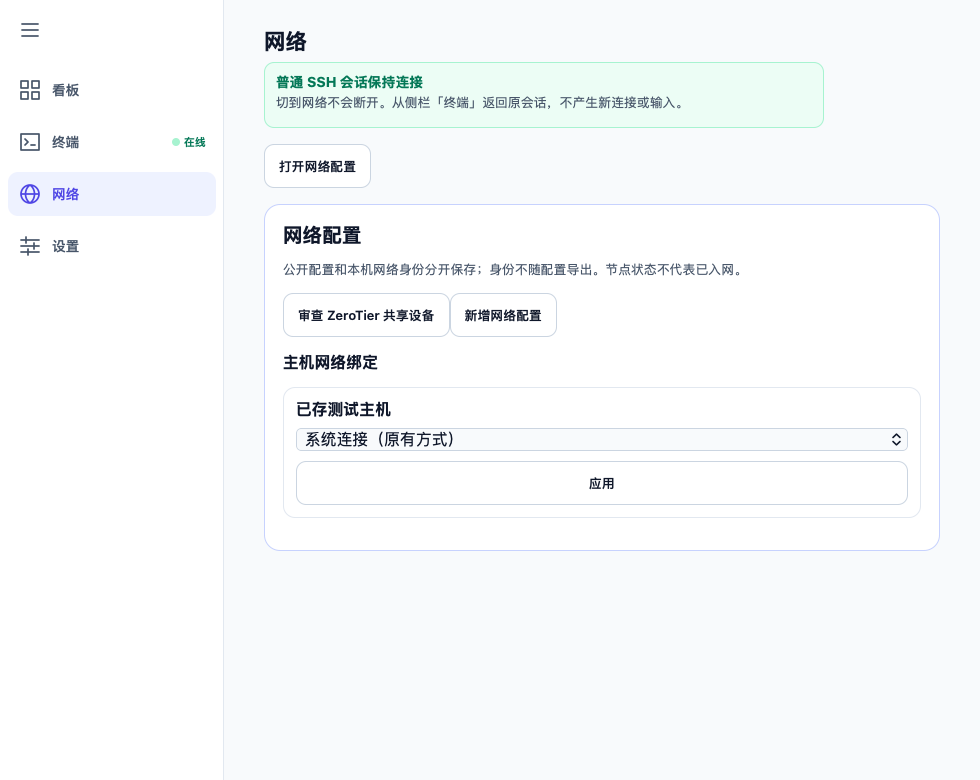 看板
终端
在线
网络
设置
网络
普通 SSH 会话保持连接
切到网络不会断开。从侧栏「终端」返回原会话，不产生新连接或输入。
打开网络配置
网络配置
公开配置和本机网络身份分开保存；身份不随配置导出。节点状态不代表已入网。
审查 ZeroTier 共享设备
新增网络配置
主机网络绑定
已存测试主机
系统连接（原有方式）
应用